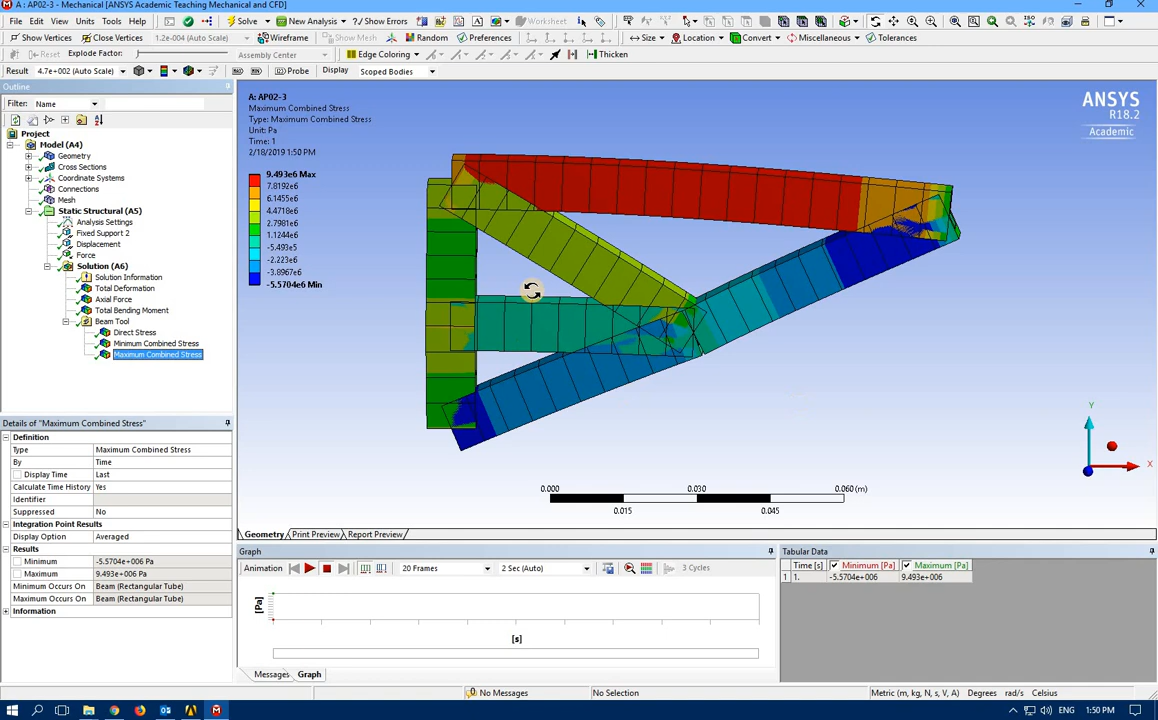 A : AP02-3 - Mechanical [ANSYS Academic Teaching Mechanical and CFD]
File Edit View Units Tools Help Solve New Analysis ? Show Errors Worksheet
Show Vertices Close Vertices 1.2e-004 (Auto Scale) Wireframe Show Mesh Random Preferences Size Location Convert Miscellaneous Tolerances
Reset Explode Factor: Assembly Center Edge Coloring Thicken
Result 4.7e+002 (Auto Scale) Probe Display Scoped Bodies
Outline
Filter: Name
Project
Model (A4)
Geometry
Cross Sections
Coordinate Systems
Connections
Mesh
Static Structural (A5)
Analysis Settings
Fixed Support 2
Displacement
Force
Solution (A6)
Solution Information
Total Deformation
Axial Force
Total Bending Moment
Beam Tool
Direct Stress
Minimum Combined Stress
Maximum Combined Stress
Details of "Maximum Combined Stress"
Definition
Type Maximum Combined Stress
By Time
Display Time Last
Calculate Time History Yes
Identifier
Suppressed No
Integration Point Results
Display Option Averaged
Results
Minimum -5.5704e+006 Pa
Maximum 9.493e+006 Pa
Minimum Occurs On Beam (Rectangular Tube)
Maximum Occurs On Beam (Rectangular Tube)
Information
A: AP02-3
Maximum Combined Stress
Type: Maximum Combined Stress
Unit: Pa
Time: 1
2/18/2019 1:50 PM
9.493e6 Max
7.8192e6
6.1455e6
4.4718e6
2.7981e6
1.1244e6
-5.493e5
-2.223e6
-3.8967e6
-5.5704e6 Min
ANSYS
R18.2
Academic
Y
X
0.000 0.030 0.060 (m)
0.015 0.045
Geometry Print Preview Report Preview
Graph
Animation 20 Frames 2 Sec (Auto) 3 Cycles
[Pa]
[s]
Messages Graph
Tabular Data
Time [s] Minimum [Pa] Maximum [Pa]
1 1. -5.5704e+006 9.493e+006
No Messages No Selection Metric (m, kg, N, s, V, A) Degrees rad/s Celsius
ENG 1:50 PM